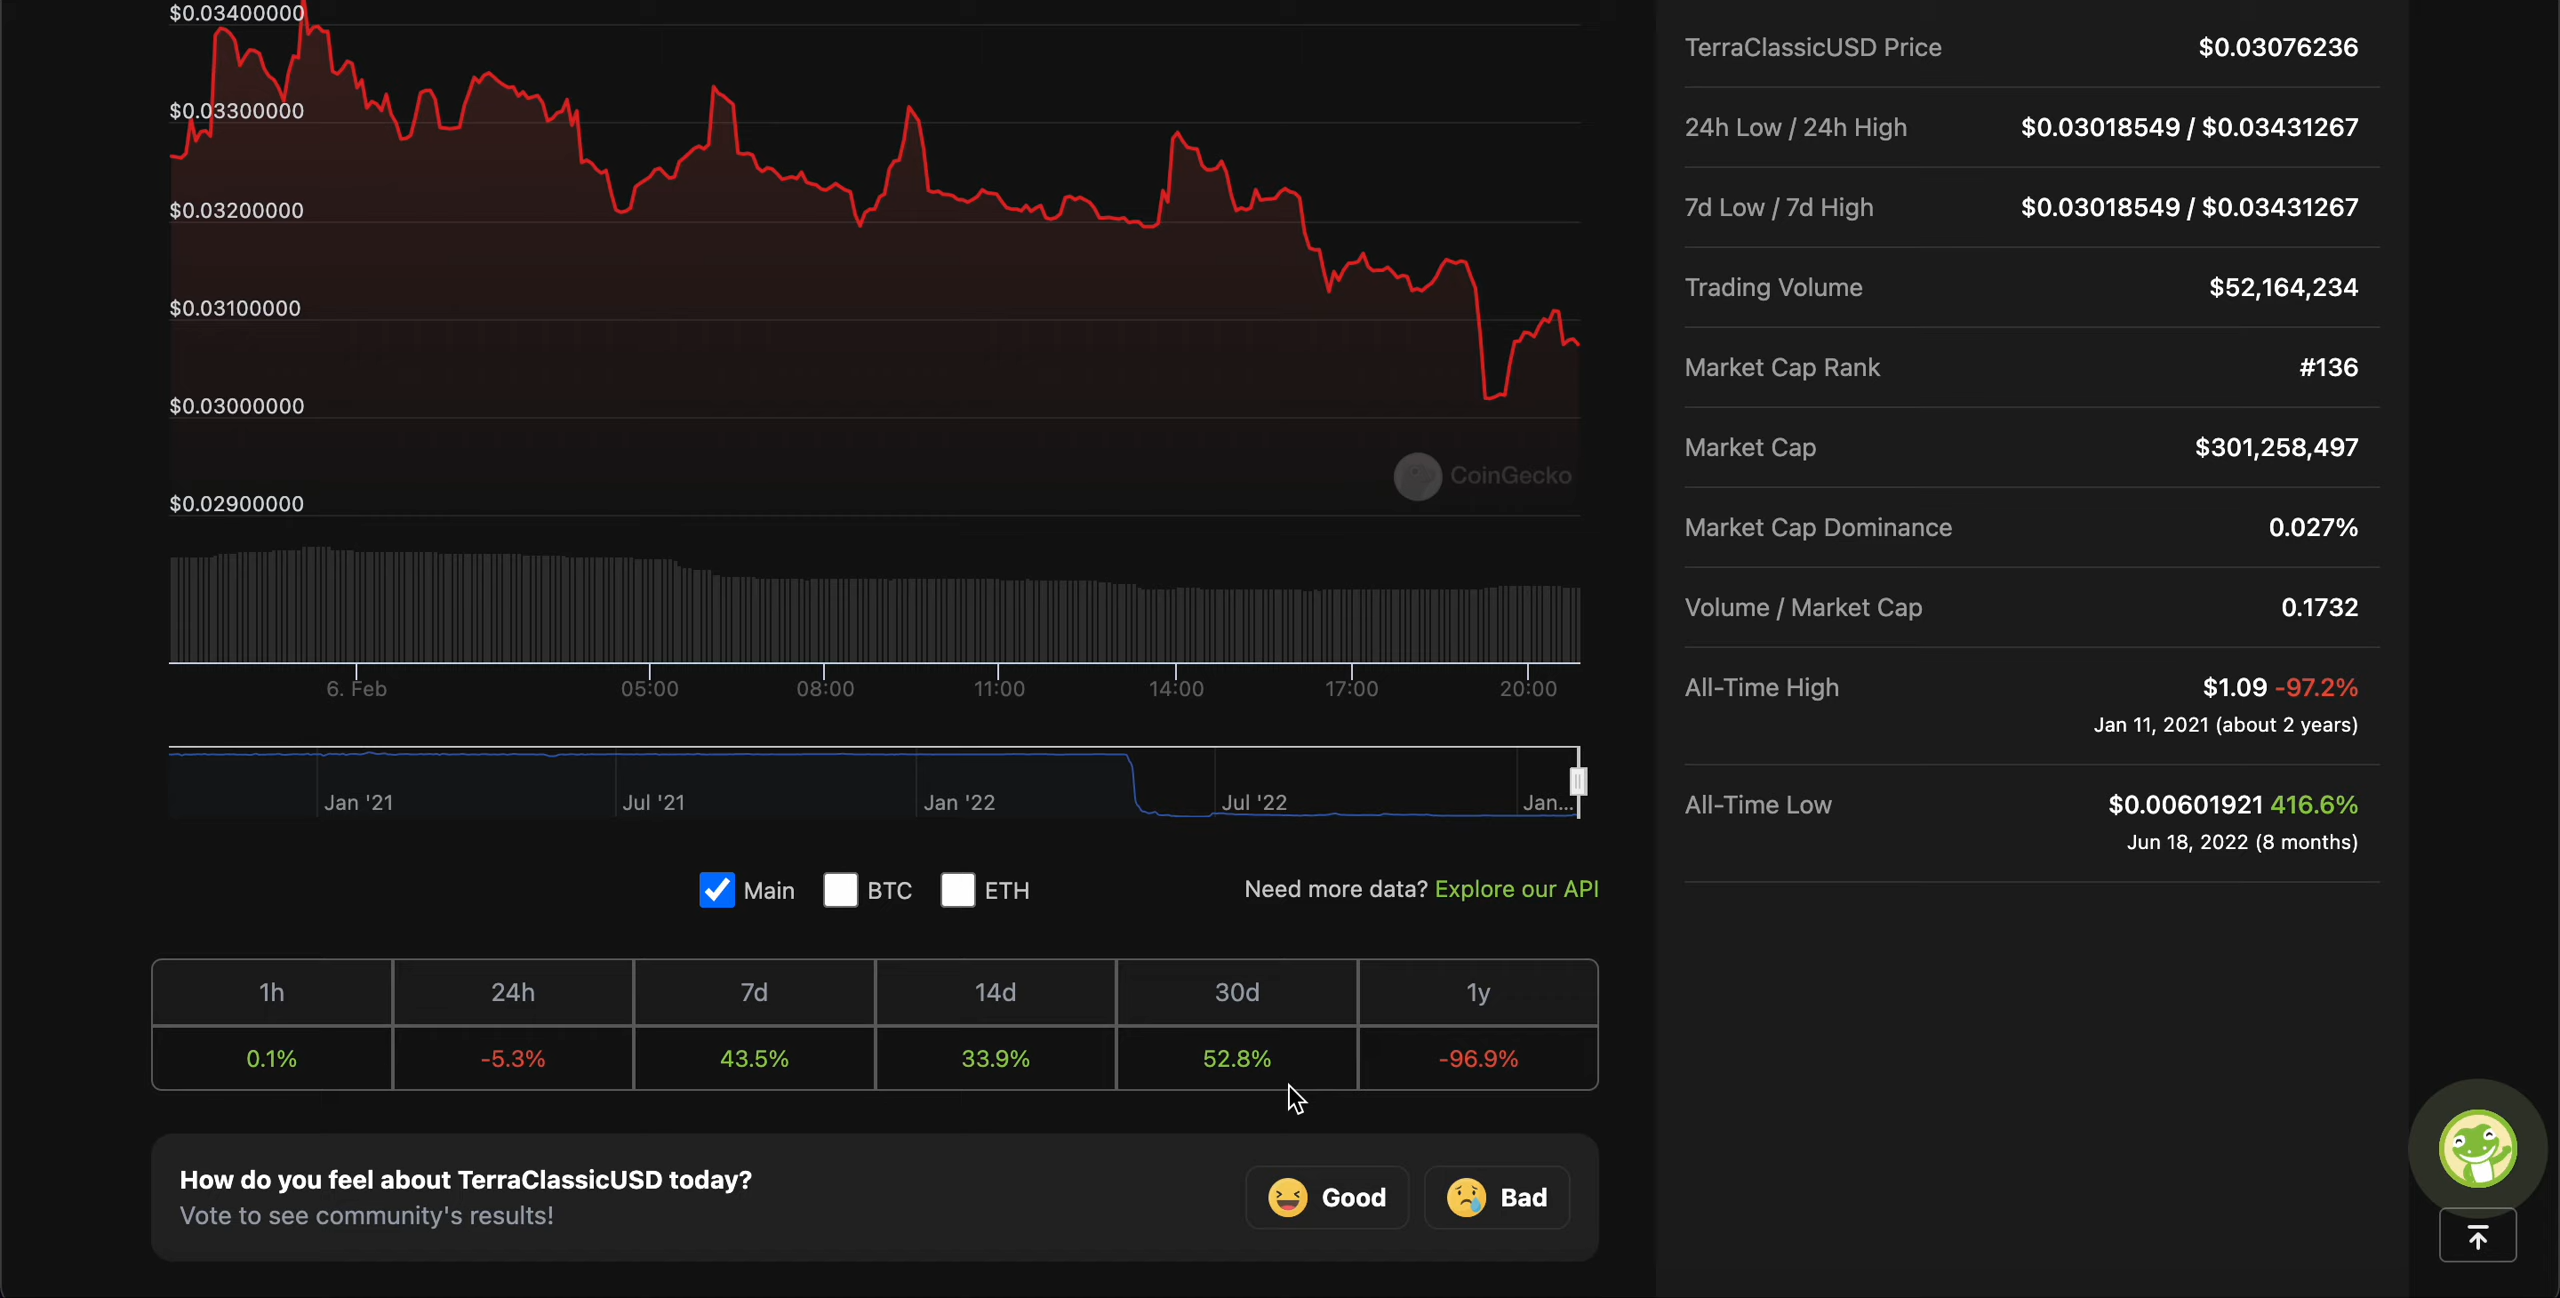 $0.03400000
$0.03300000
$0.03200000
$0.03100000
$0.03000000
$0.02900000
CoinGecko
6. Feb 05:00 08:00 11:00 14:00 17:00 20:00
Jan '21 Jul '21 Jan '22 Jul '22 Jan...
Main BTC ETH
Need more data? Explore our API
1h 24h 7d 14d 30d 1y
0.1% -5.3% 43.5% 33.9% 52.8% -96.9%
How do you feel about TerraClassicUSD today?
Vote to see community's results!
Good Bad
TerraClassicUSD Price $0.03076236
24h Low / 24h High $0.03018549 / $0.03431267
7d Low / 7d High $0.03018549 / $0.03431267
Trading Volume $52,164,234
Market Cap Rank #136
Market Cap $301,258,497
Market Cap Dominance 0.027%
Volume / Market Cap 0.1732
All-Time High $1.09 -97.2%
Jan 11, 2021 (about 2 years)
All-Time Low $0.00601921 416.6%
Jun 18, 2022 (8 months)